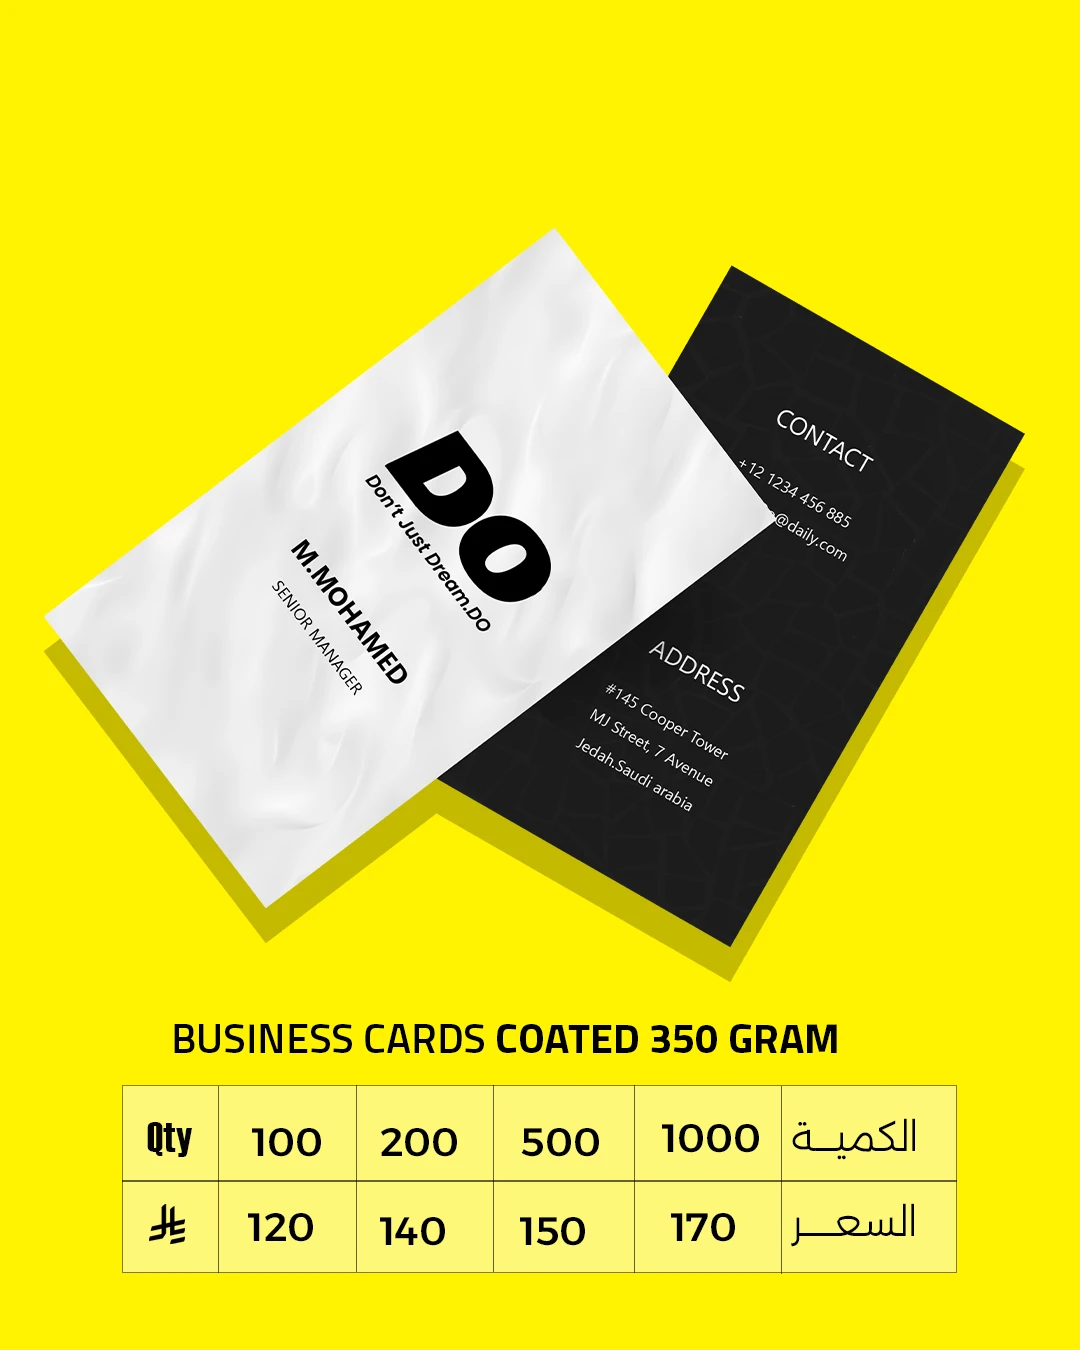 DO
Don't Just Dream.DO
M.MOHAMED
SENIOR MANAGER
CONTACT
+12 1234 456 885
@daily.com
ADDRESS
#145 Cooper Tower
MJ Street, 7 Avenue
Jedah.Saudi arabia
BUSINESS CARDS COATED 350 GRAM
Qty 100 200 500 1000 الكميــة
120 140 150 170 السعـــر